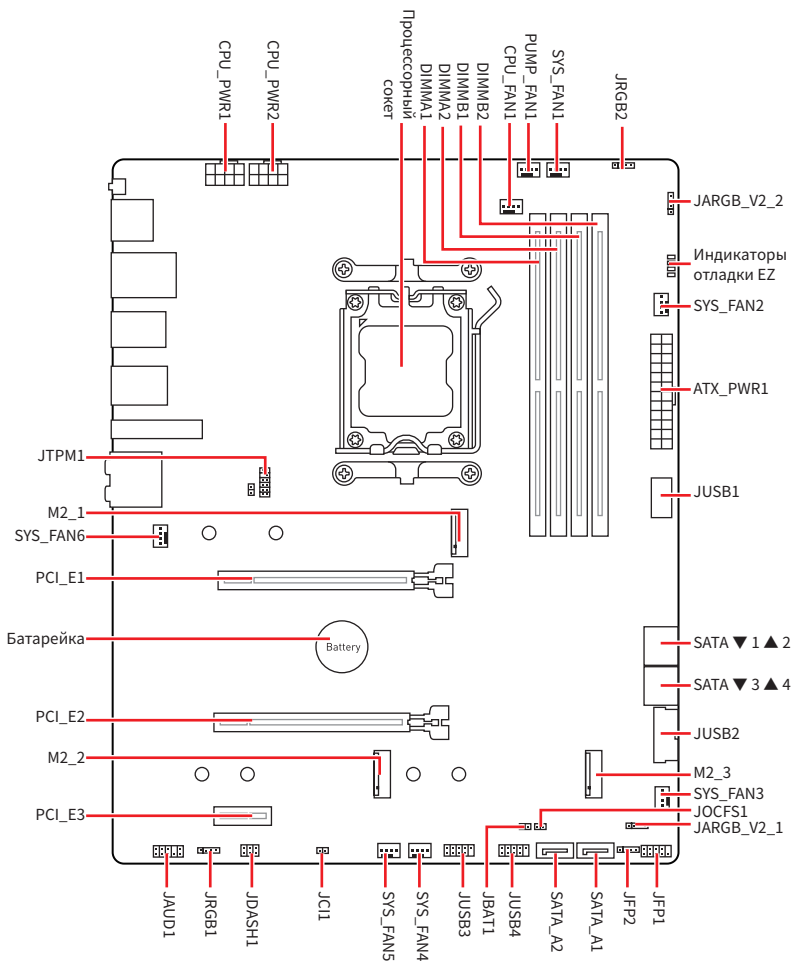 CPU_PWR1
CPU_PWR2
Процессорный
сокет
DIMMA1
DIMMA2
DIMMB1
DIMMB2
CPU_FAN1
PUMP_FAN1
SYS_FAN1
JRGB2
JARGB_V2_2
Индикаторы
отладки EZ
SYS_FAN2
ATX_PWR1
JTPM1
JUSB1
M2_1
SYS_FAN6
PCI_E1
Батарейка
Battery
SATA ▼ 1 ▲ 2
SATA ▼ 3 ▲ 4
PCI_E2
JUSB2
M2_2
M2_3
SYS_FAN3
JOCFS1
PCI_E3
JARGB_V2_1
JAUD1
JRGB1
JDASH1
JCI1
SYS_FAN5
SYS_FAN4
JUSB3
JBAT1
JUSB4
SATA_A2
SATA_A1
JFP2
JFP1